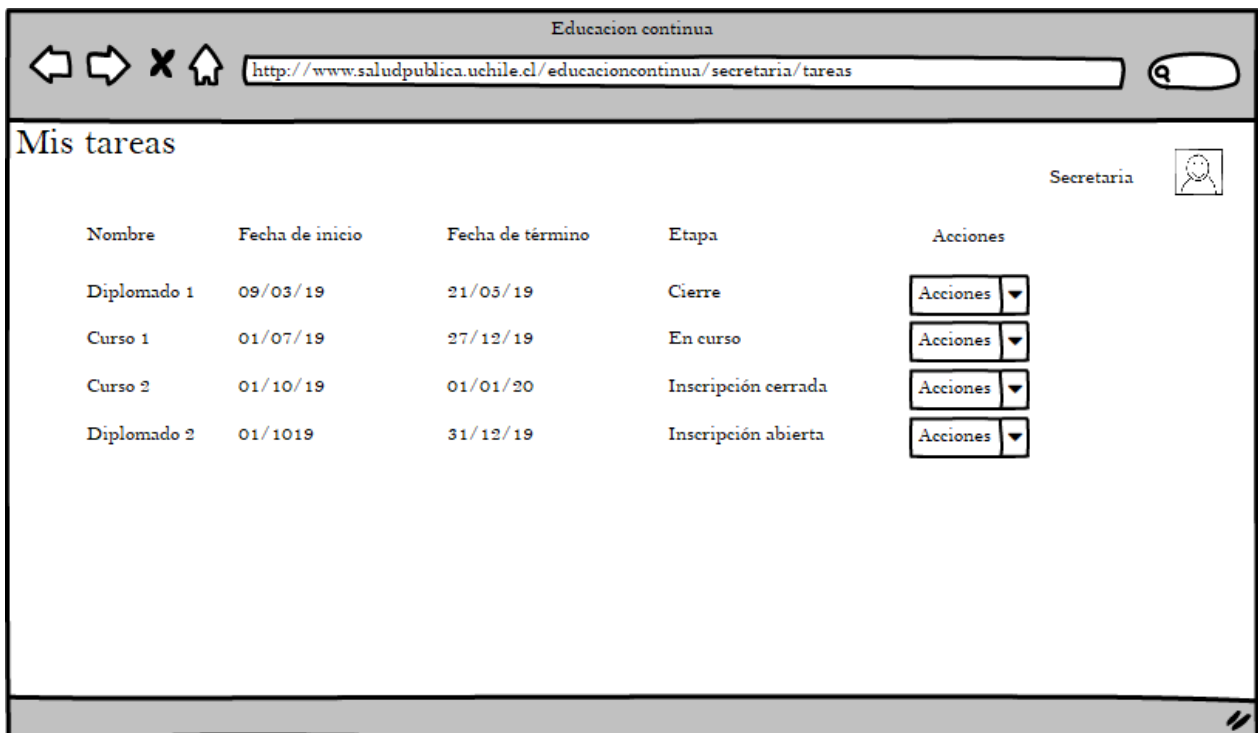 Educacion continua
http://www.saludpublica.uchile.cl/educacioncontinua/secretaria/tareas
Mis tareas
Secretaria
Nombre Fecha de inicio Fecha de término Etapa Acciones
Diplomado 1 09/03/19 21/05/19 Cierre Acciones
Curso 1 01/07/19 27/12/19 En curso Acciones
Curso 2 01/10/19 01/01/20 Inscripción cerrada Acciones
Diplomado 2 01/1019 31/12/19 Inscripción abierta Acciones